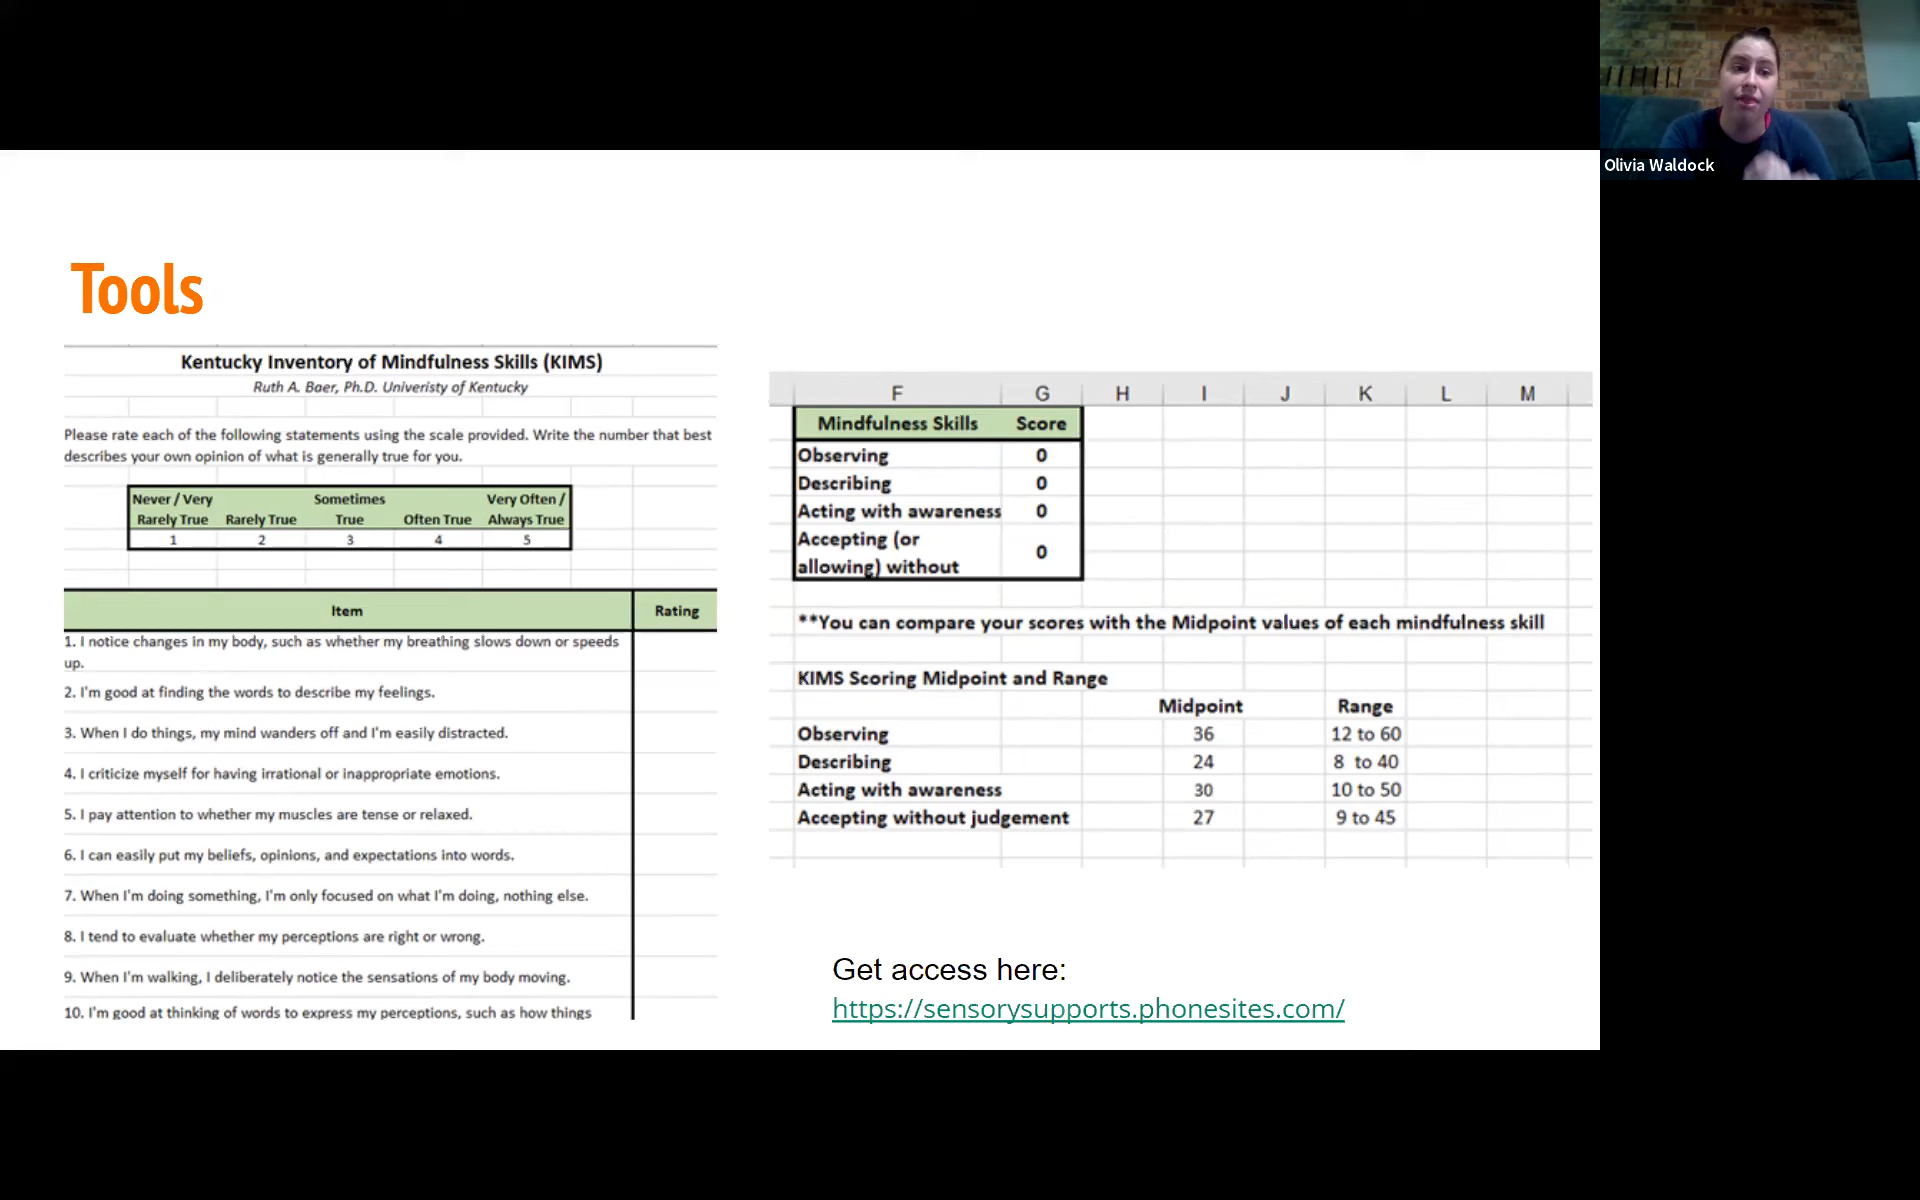 Olivia Waldock
Tools
Kentucky Inventory of Mindfulness Skills (KIMS)
Ruth A. Baer, Ph.D. Univeristy of Kentucky
Please rate each of the following statements using the scale provided. Write the number that best
describes your own opinion of what is generally true for you.
Never / Very Sometimes Very Often /
Rarely True Rarely True True Often True Always True
1 2 3 4 5
Item Rating
1. I notice changes in my body, such as whether my breathing slows down or speeds
up.
2. I'm good at finding the words to describe my feelings.
3. When I do things, my mind wanders off and I'm easily distracted.
4. I criticize myself for having irrational or inappropriate emotions.
5. I pay attention to whether my muscles are tense or relaxed.
6. I can easily put my beliefs, opinions, and expectations into words.
7. When I'm doing something, I'm only focused on what I'm doing, nothing else.
8. I tend to evaluate whether my perceptions are right or wrong.
9. When I'm walking, I deliberately notice the sensations of my body moving.
10. I'm good at thinking of words to express my perceptions, such as how things
F G H I J K L M
Mindfulness Skills Score
Observing 0
Describing 0
Acting with awareness 0
Accepting (or
allowing) without 0
**You can compare your scores with the Midpoint values of each mindfulness skill
KIMS Scoring Midpoint and Range
Midpoint Range
Observing 36 12 to 60
Describing 24 8 to 40
Acting with awareness 30 10 to 50
Accepting without judgement 27 9 to 45
Get access here:
https://sensorysupports.phonesites.com/